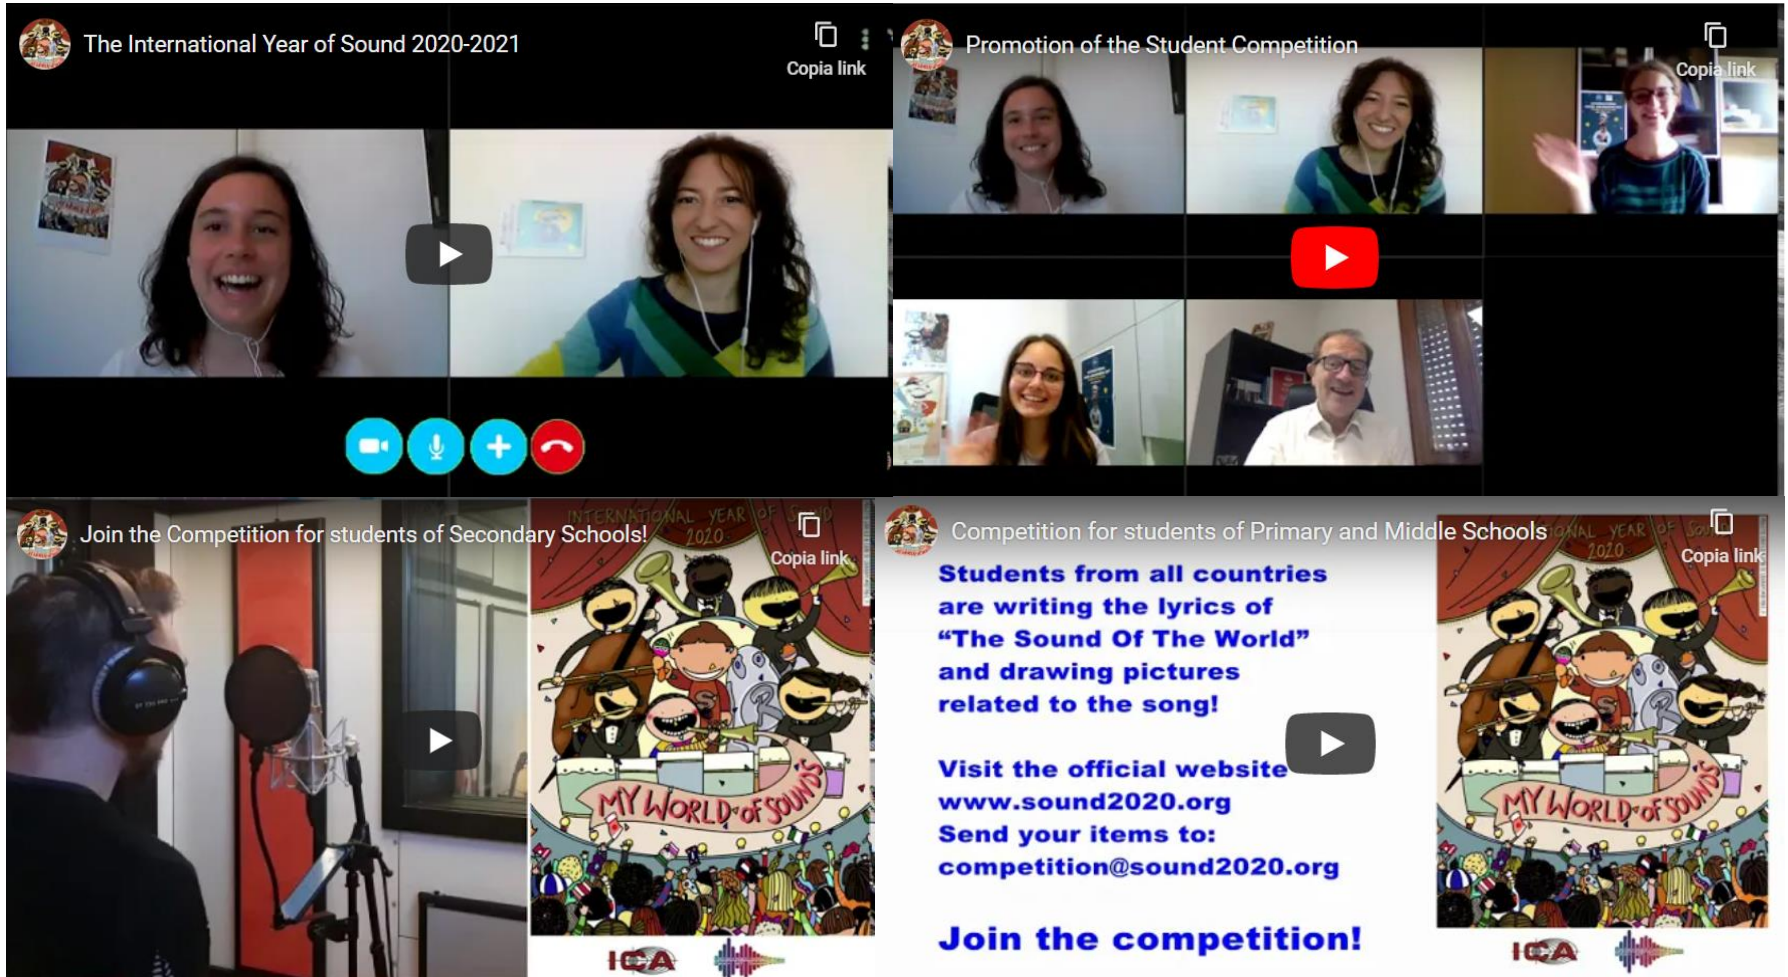 The International Year of Sound 2020-2021
Copia link
Promotion of the Student Competition
Copia link
Join the Competition for students of Secondary Schools!
Copia link
INTERNATIONAL YEAR OF SOUND
2020
MY WORLD OF SOUNDS
ICA
Competition for students of Primary and Middle Schools
Copia link
Students from all countries
are writing the lyrics of
“The Sound Of The World”
and drawing pictures
related to the song!
Visit the official website
www.sound2020.org
Send your items to:
competition@sound2020.org
Join the competition!
2020
MY WORLD OF SOUNDS
ICA